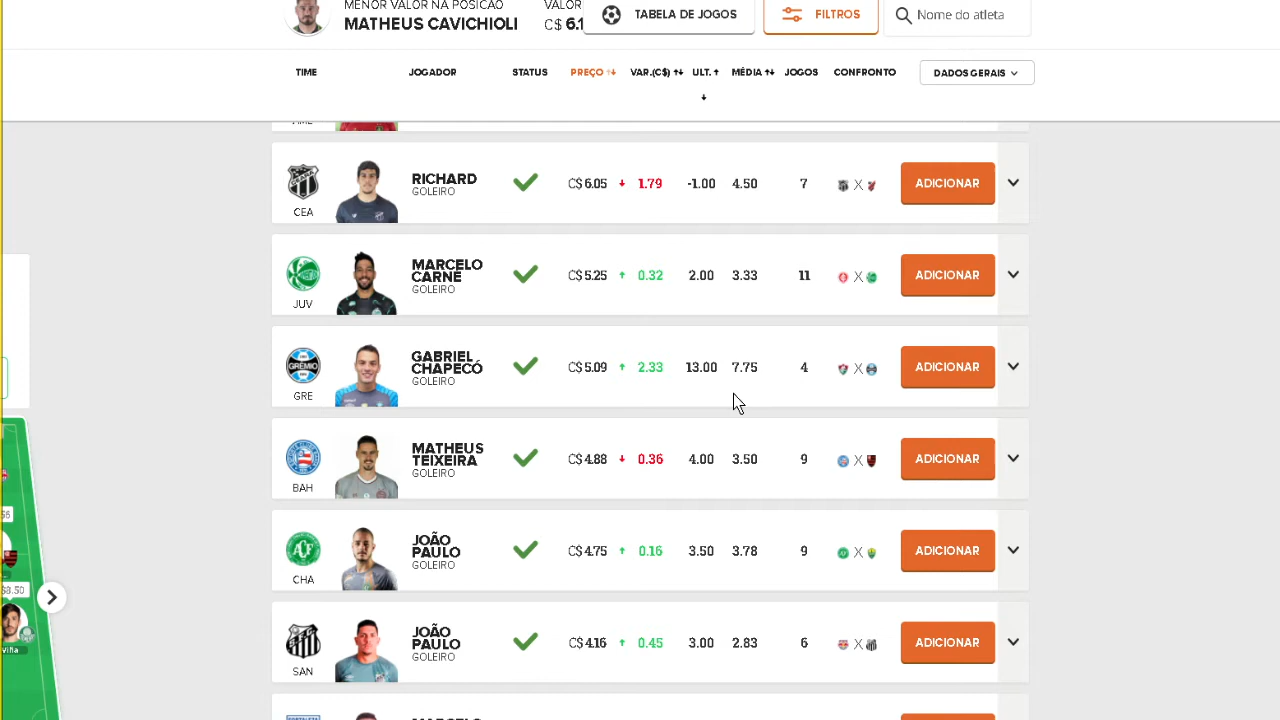 MENOR VALOR NA POSIÇÃO
MATHEUS CAVICHIOLI
VALOR
C$ 6.1
TABELA DE JOGOS
FILTROS
Nome do atleta
TIME JOGADOR STATUS PREÇO ↑↓ VAR.(C$) ↑↓ ULT. ↑↓ MÉDIA ↑↓ JOGOS CONFRONTO DADOS GERAIS
CEA
RICHARD
GOLEIRO
C$ 6.05 ↓ 1.79 -1.00 4.50 7 X ADICIONAR
JUV
MARCELO
CARNÉ
GOLEIRO
C$ 5.25 ↑ 0.32 2.00 3.33 11 X ADICIONAR
GRÊMIO
GRE
GABRIEL
CHAPECÓ
GOLEIRO
C$ 5.09 ↑ 2.33 13.00 7.75 4 X ADICIONAR
BAH
MATHEUS
TEIXEIRA
GOLEIRO
C$ 4.88 ↓ 0.36 4.00 3.50 9 X ADICIONAR
CHA
JOÃO
PAULO
GOLEIRO
C$ 4.75 ↑ 0.16 3.50 3.78 9 X ADICIONAR
SAN
JOÃO
PAULO
GOLEIRO
C$ 4.16 ↑ 0.45 3.00 2.83 6 X ADICIONAR
$8.50